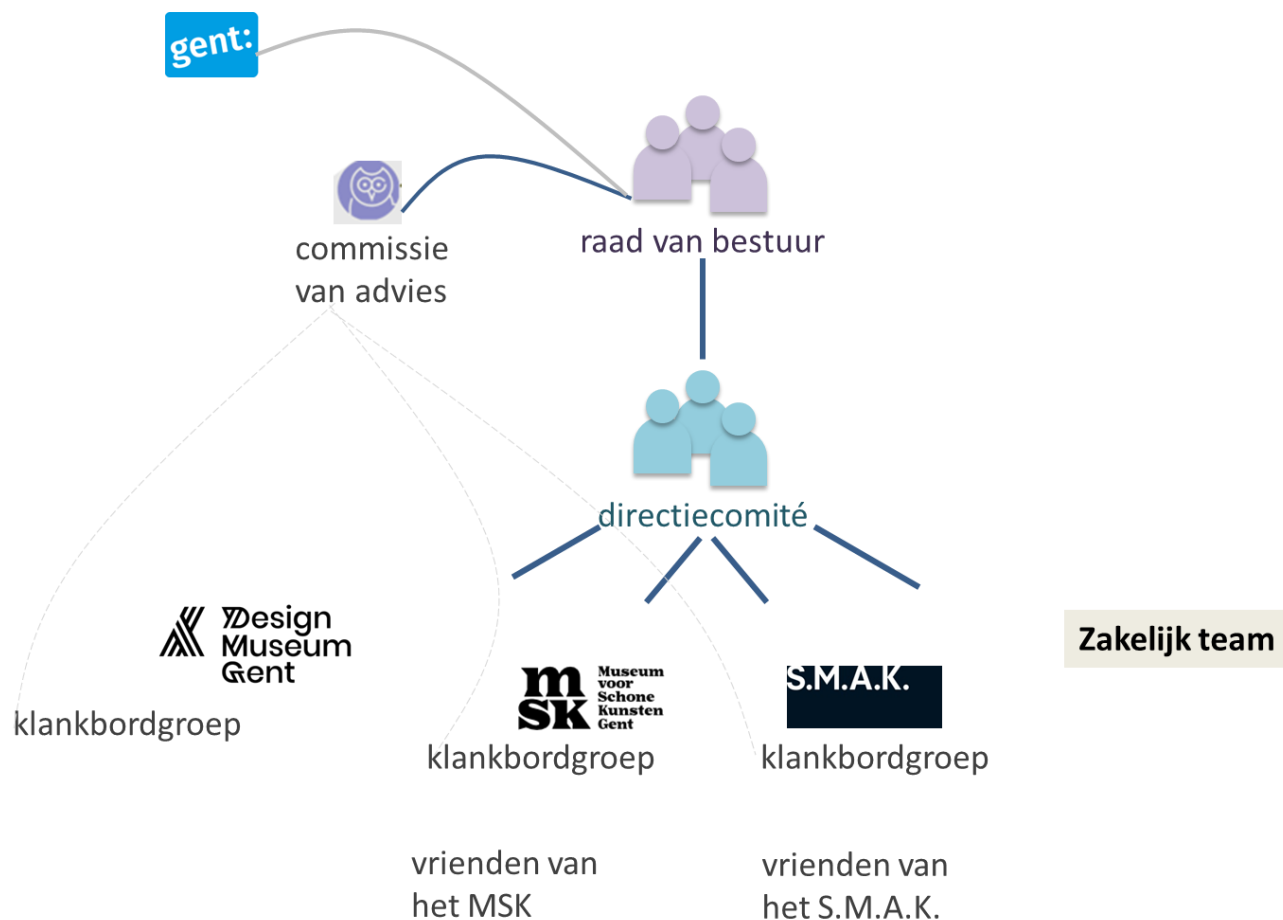 gent:
commissie
van advies
raad van bestuur
directiecomité
Design
Museum
Gent
klankbordgroep
msk
Museum
voor
Schone
Kunsten
Gent
klankbordgroep
S.M.A.K.
klankbordgroep
Zakelijk team
vrienden van
het MSK
vrienden van
het S.M.A.K.